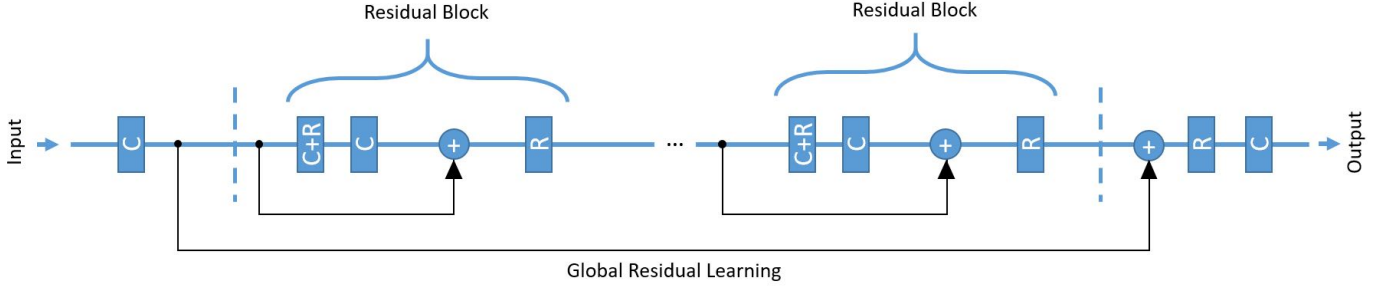 Residual Block
Residual Block
Input
C
C+R
C
+
R
...
C+R
C
+
R
+
R
C
Output
Global Residual Learning